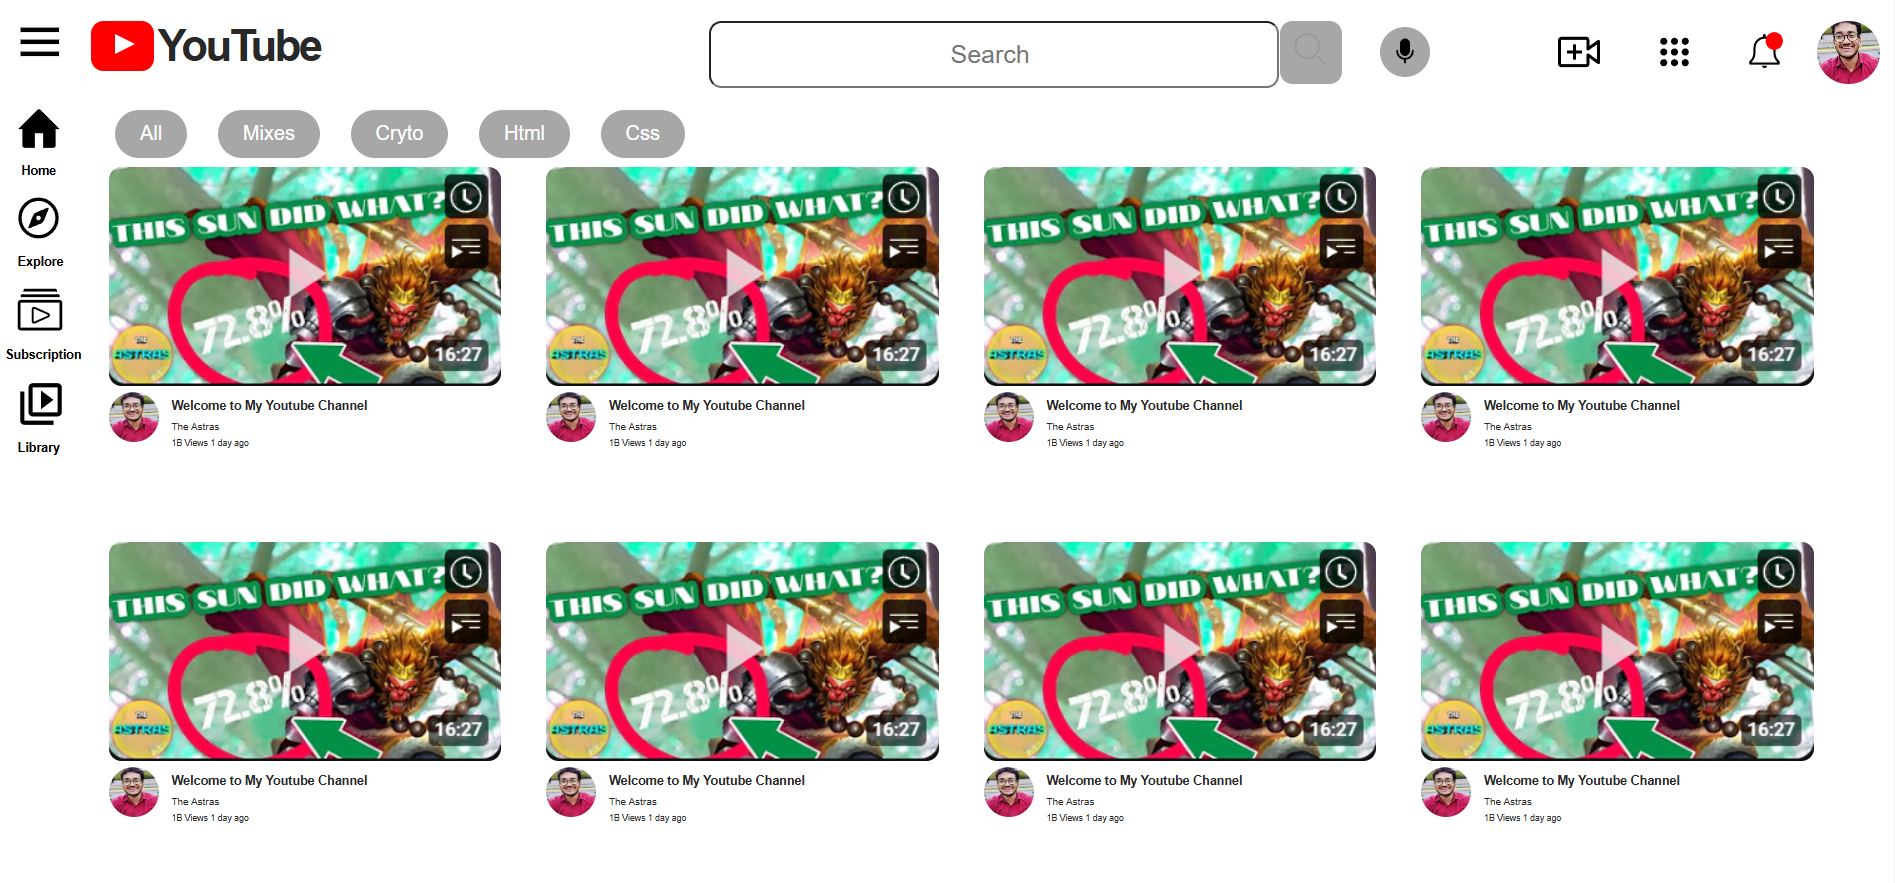 YouTube
Search
All Mixes Cryto Html Css
Home
Explore
Subscription
Library
THIS SUN DID WHAT?
72.8%
THE
ASTRAS
16:27
THIS SUN DID WHAT?
72.8%
THE
ASTRAS
16:27
THIS SUN DID WHAT?
72.8%
THE
ASTRAS
16:27
THIS SUN DID WHAT?
72.8%
THE
ASTRAS
16:27
Welcome to My Youtube Channel
The Astras
1B Views 1 day ago
Welcome to My Youtube Channel
The Astras
1B Views 1 day ago
Welcome to My Youtube Channel
The Astras
1B Views 1 day ago
Welcome to My Youtube Channel
The Astras
1B Views 1 day ago
THIS SUN DID WHAT?
72.8%
THE
ASTRAS
16:27
THIS SUN DID WHAT?
72.8%
THE
ASTRAS
16:27
THIS SUN DID WHAT?
72.8%
THE
ASTRAS
16:27
THIS SUN DID WHAT?
72.8%
THE
ASTRAS
16:27
Welcome to My Youtube Channel
The Astras
1B Views 1 day ago
Welcome to My Youtube Channel
The Astras
1B Views 1 day ago
Welcome to My Youtube Channel
The Astras
1B Views 1 day ago
Welcome to My Youtube Channel
The Astras
1B Views 1 day ago